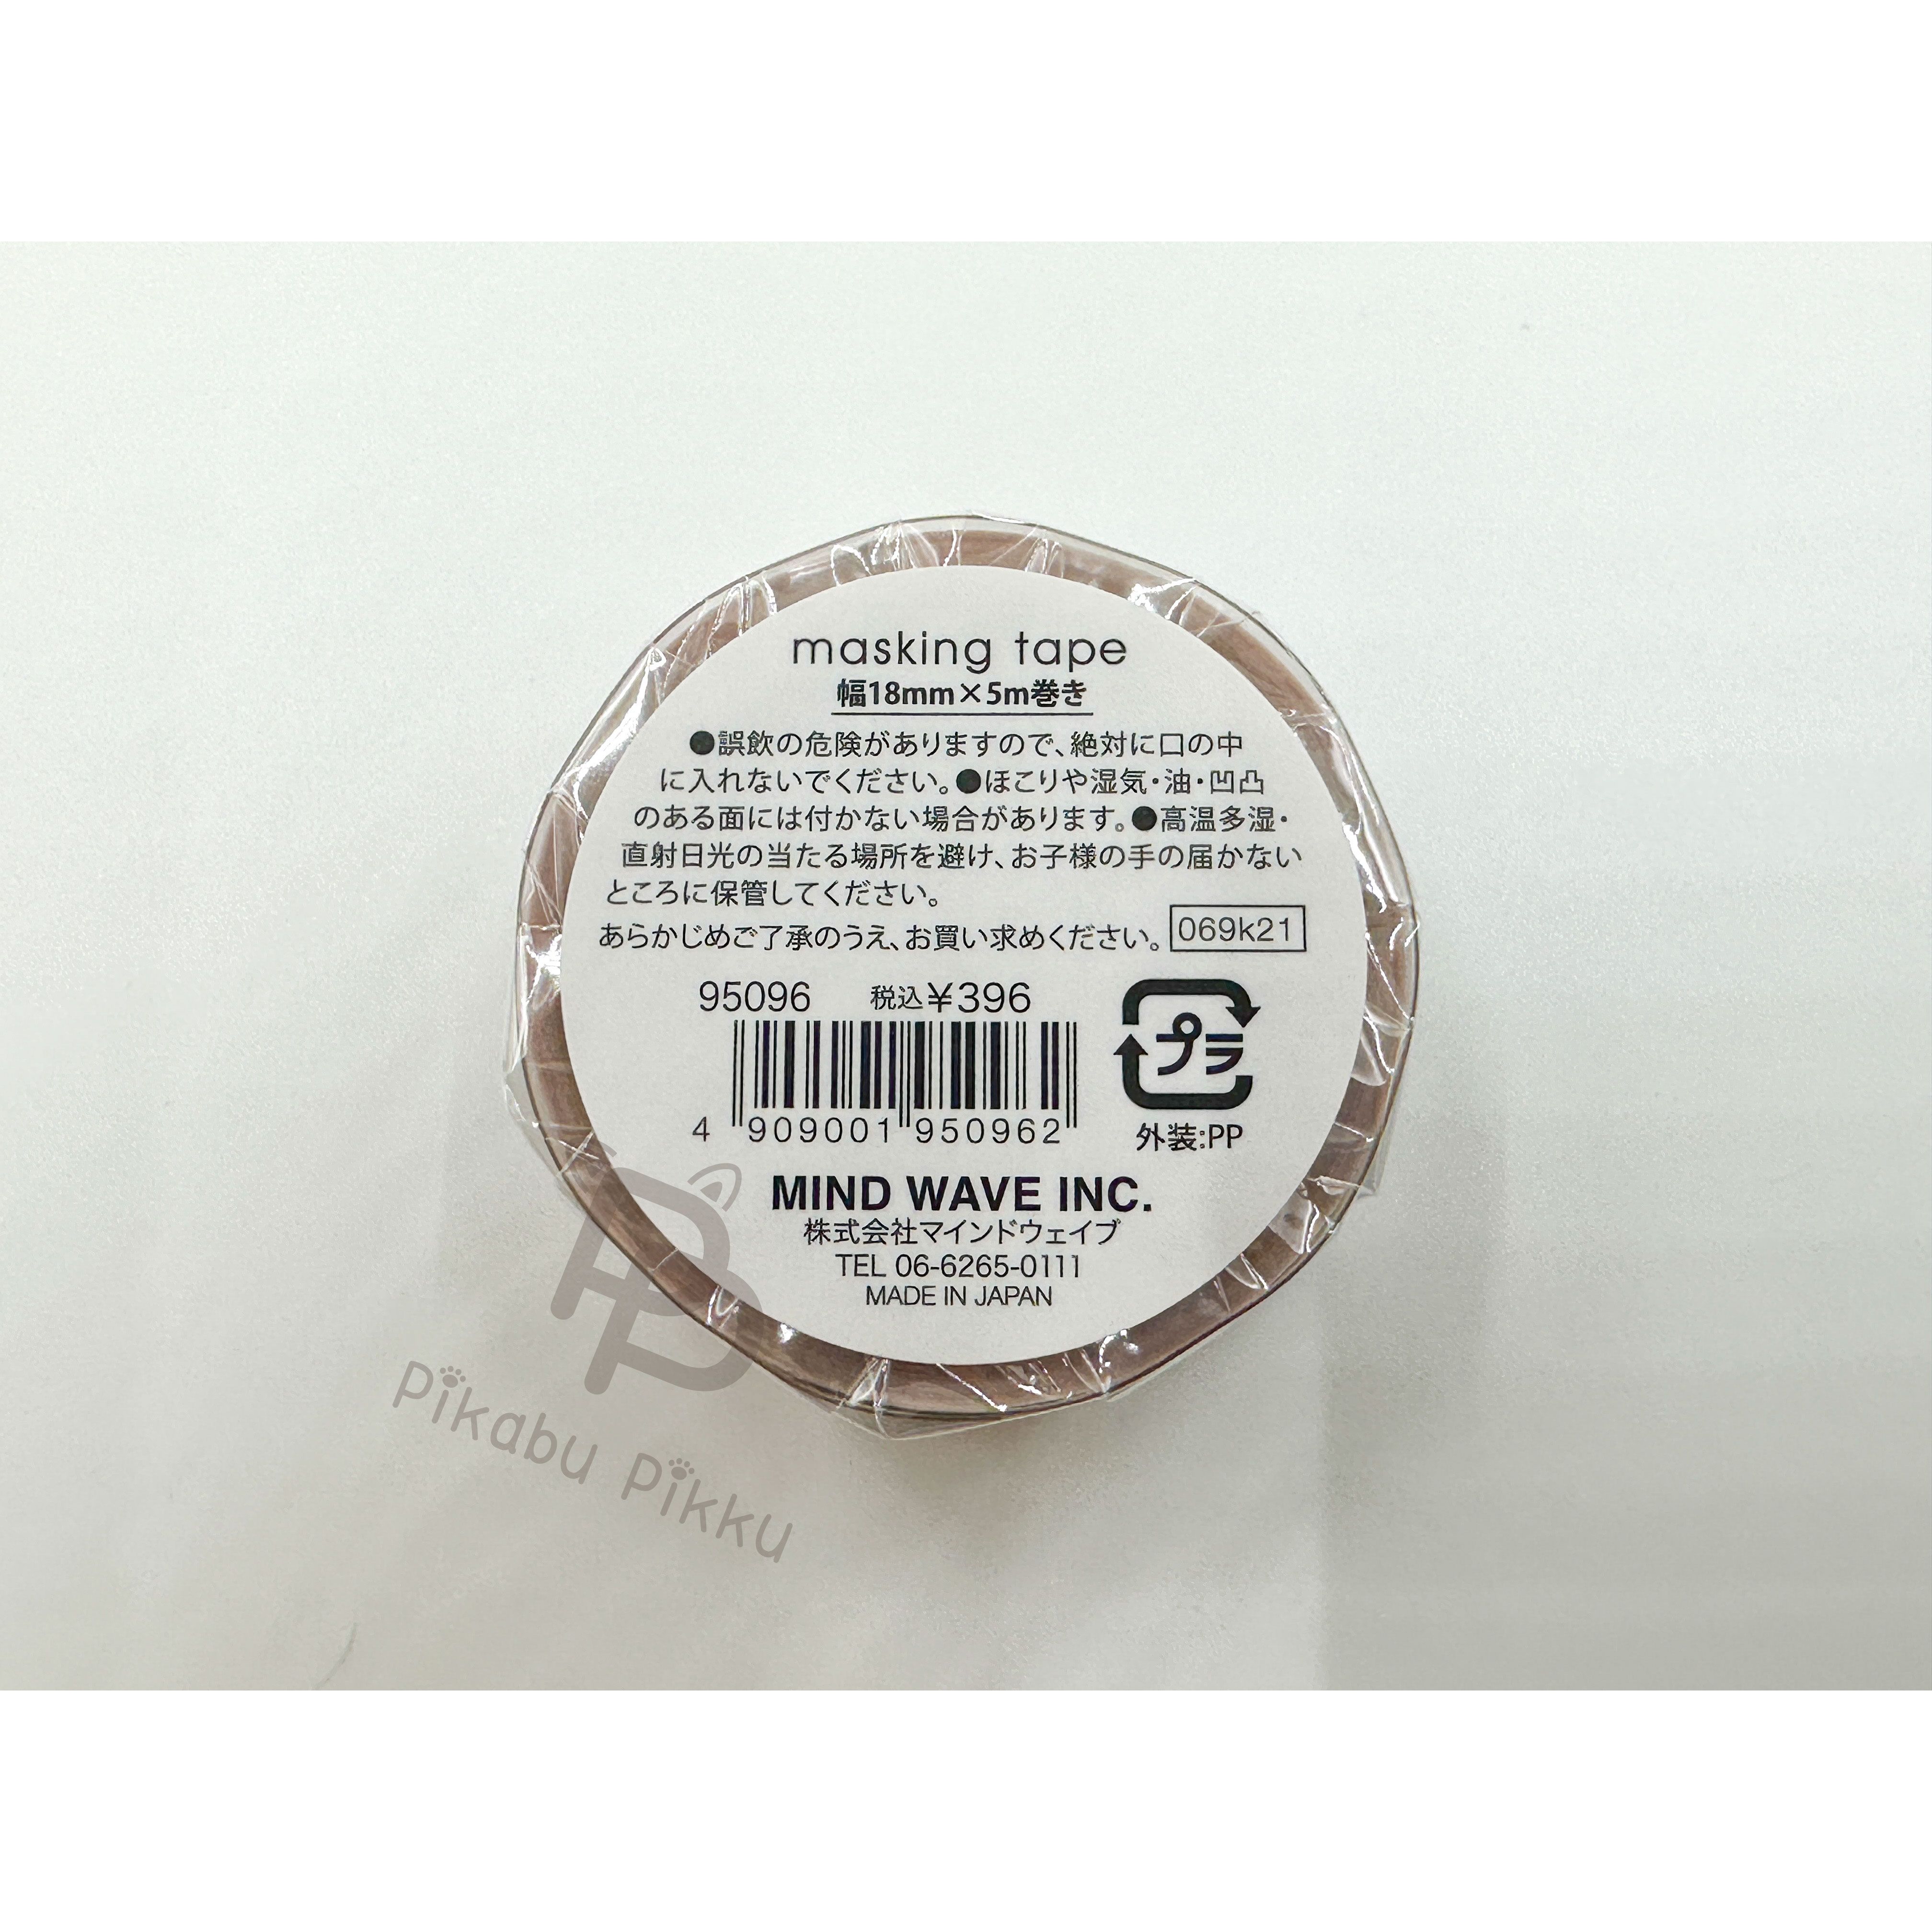 masking tape
幅18mm×5m巻き
●誤飲の危険がありますので、絶対に口の中
に入れないでください。●ほこりや湿気・油・凹凸
のある面には付かない場合があります。●高温多湿・
直射日光の当たる場所を避け、お子様の手の届かない
ところに保管してください。
あらかじめご了承のうえ、お買い求めください。 069k21
95096 税込¥396
プラ
4 909001 950962
外装:PP
MIND WAVE INC.
株式会社マインドウェイブ
TEL 06-6265-0111
MADE IN JAPAN
PP
Pikabu Pikku